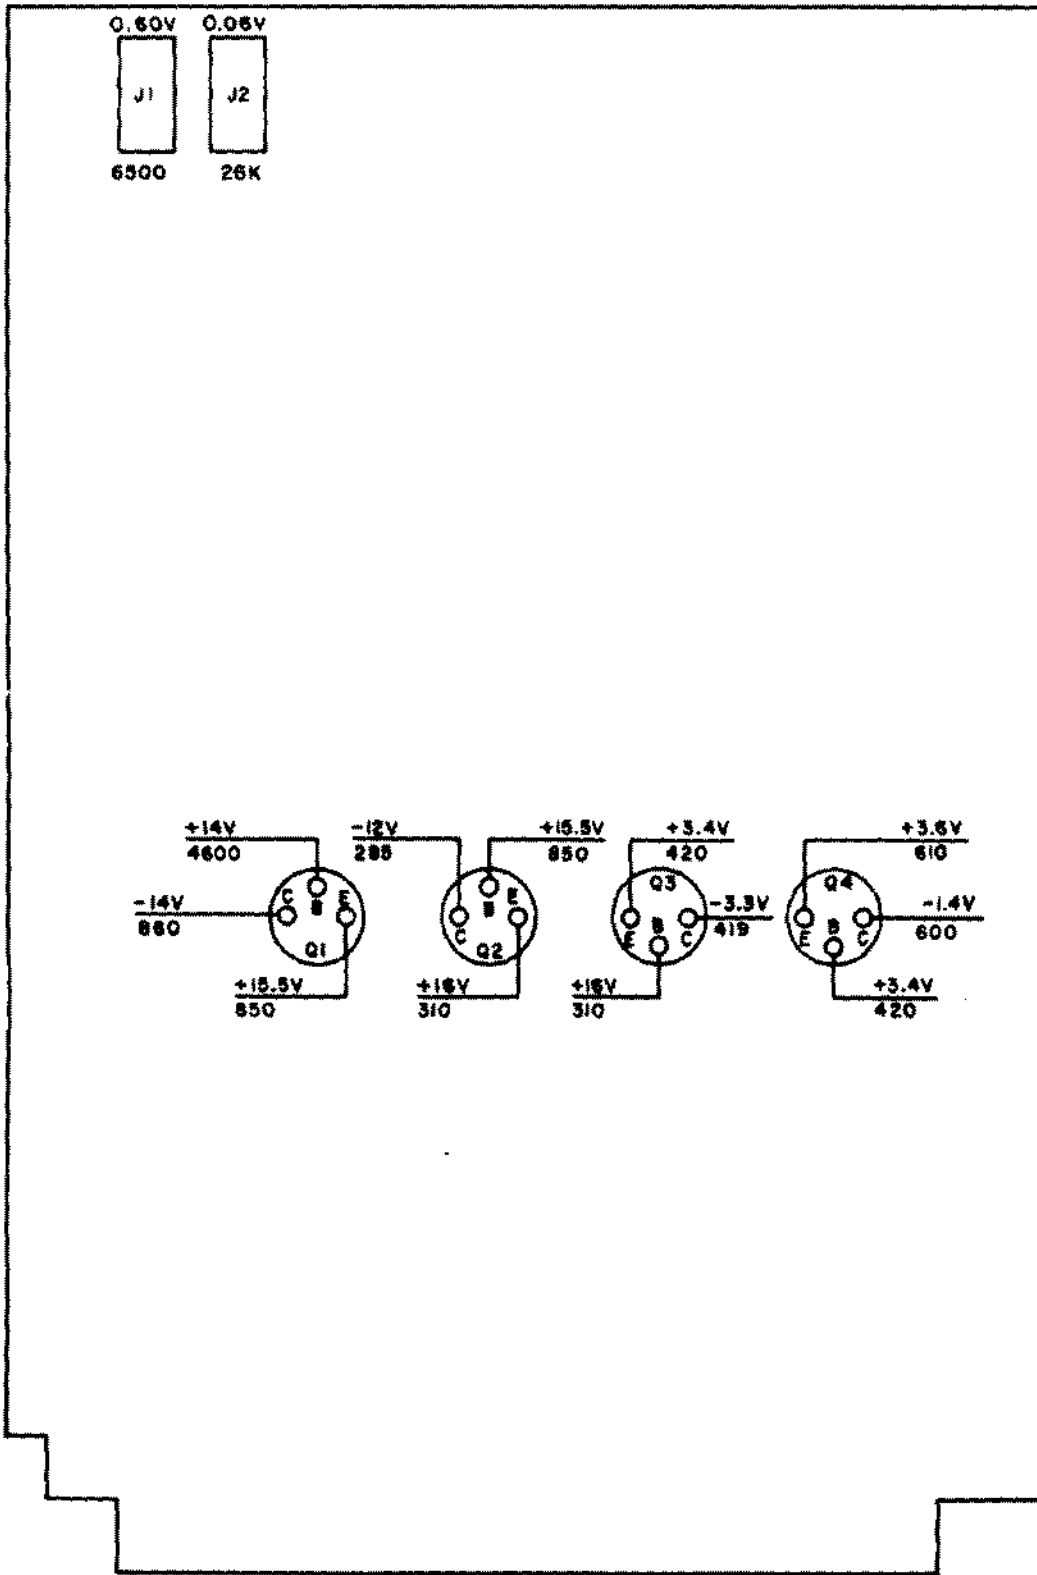 0.60V 0.06V
J1 J2
6500 26K
+14V -12V +15.5V +3.4V +3.6V
4600 285 850 420 610
Q3 Q4
C B E B E
-14V -3.3V -1.4V
860 C E B C E B C 419 600
Q1 Q2
+15.5V +16V +16V +3.4V
850 310 310 420